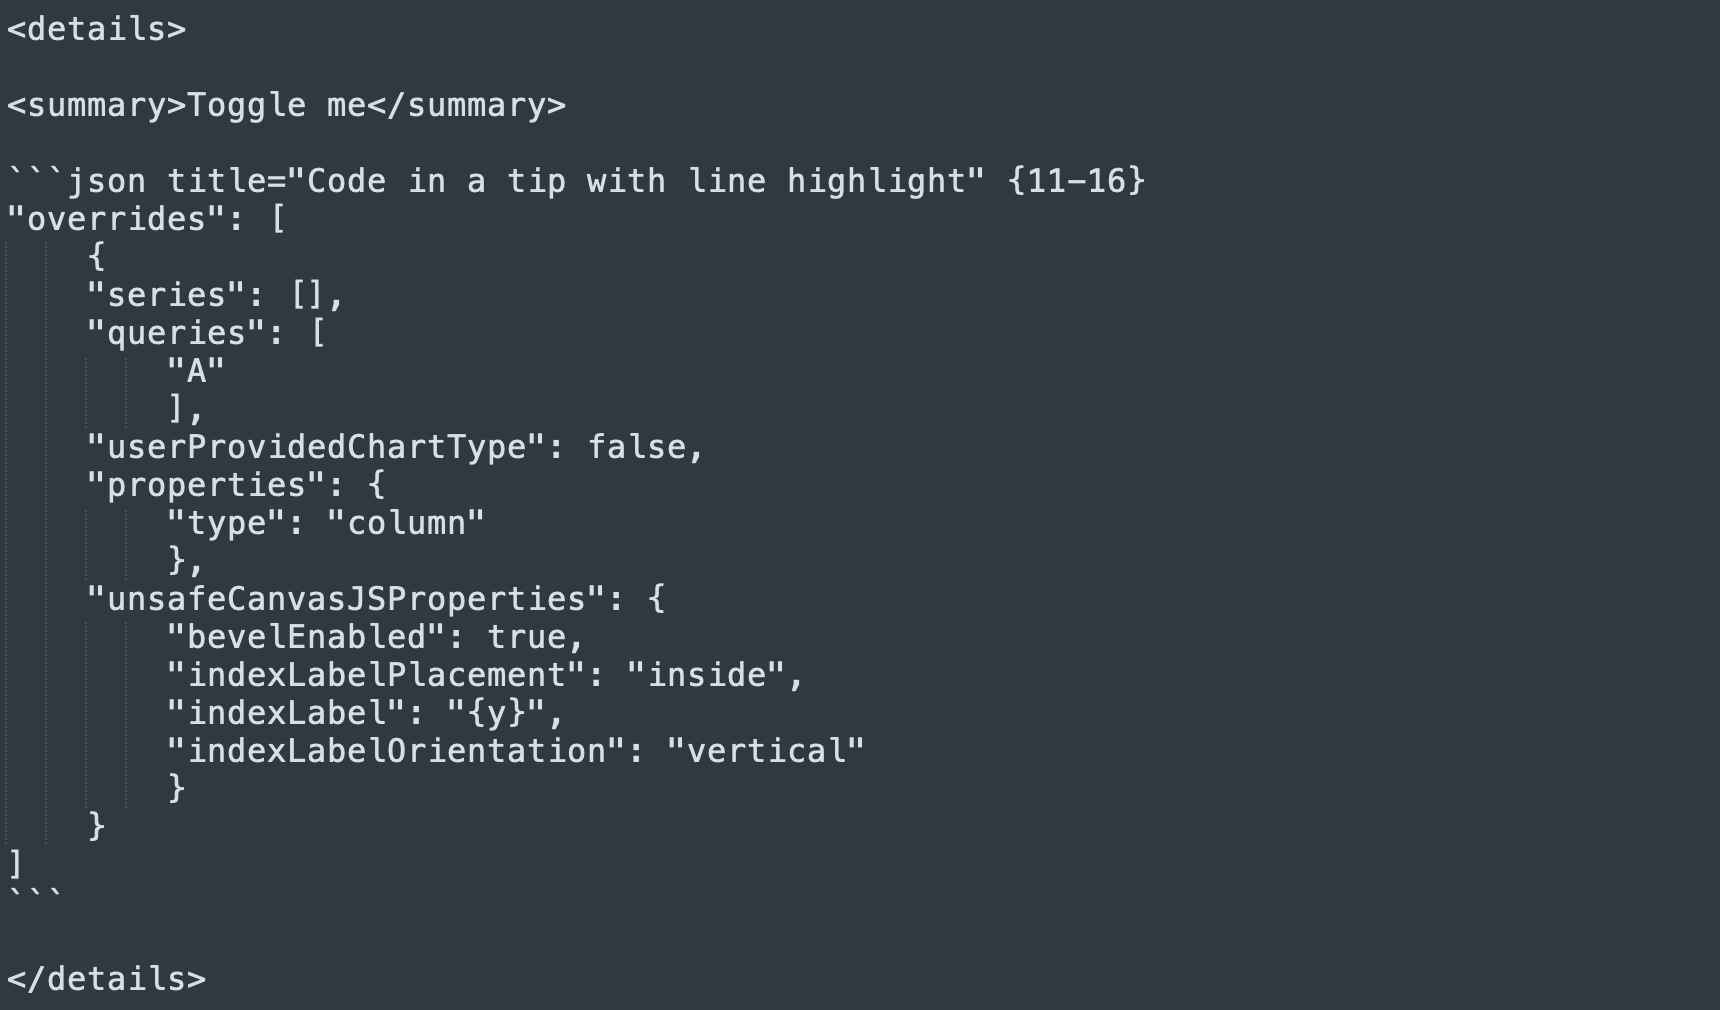 <details>

<summary>Toggle me</summary>

```json title="Code in a tip with line highlight" {11-16}
"overrides": [
    {
    "series": [],
    "queries": [
        "A"
        ],
    "userProvidedChartType": false,
    "properties": {
        "type": "column"
        },
    "unsafeCanvasJSProperties": {
        "bevelEnabled": true,
        "indexLabelPlacement": "inside",
        "indexLabel": "{y}",
        "indexLabelOrientation": "vertical"
        }
    }
]
```

</details>